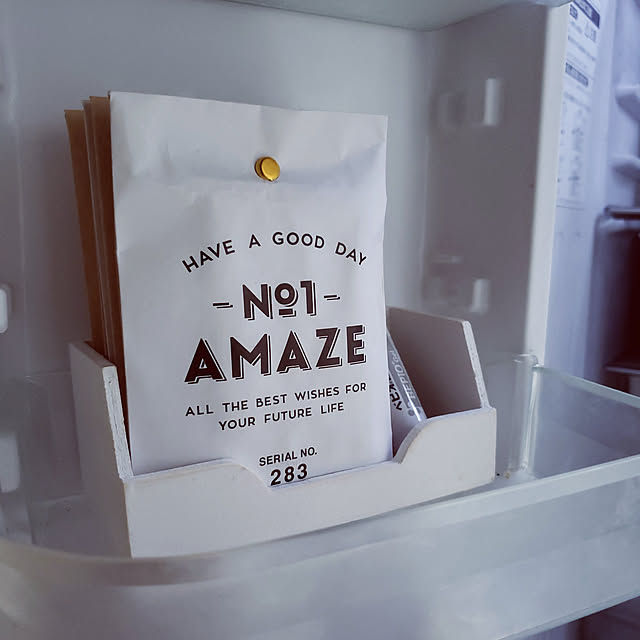 HAVE A GOOD DAY
-Nº1-
AMAZE
ALL THE BEST WISHES FOR
YOUR FUTURE LIFE
SERIAL NO.
283